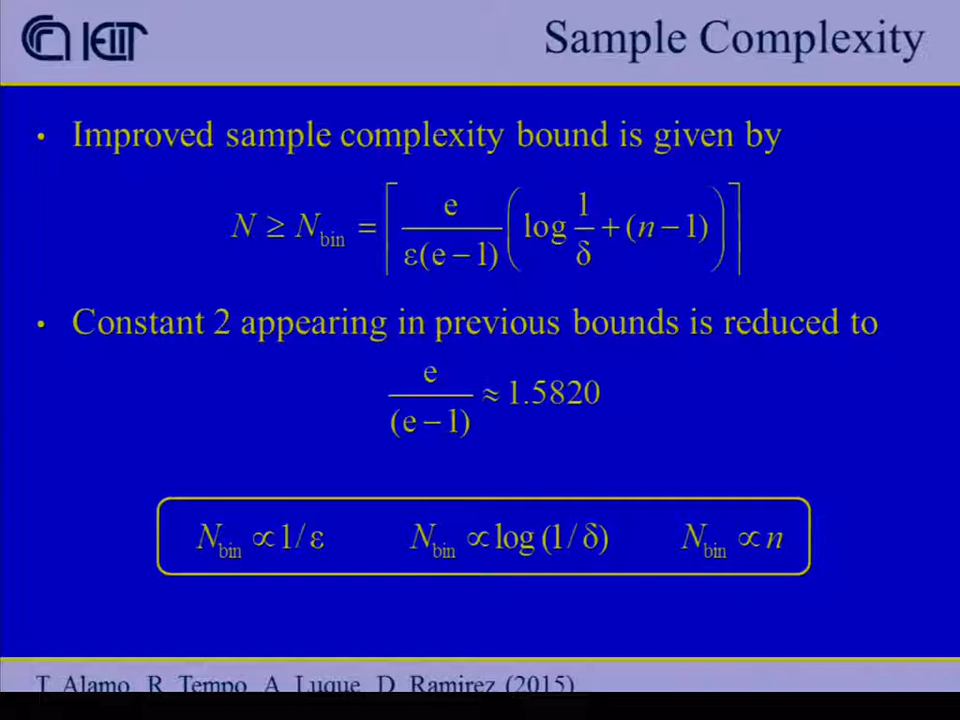 IEIIT
Sample Complexity
• Improved sample complexity bound is given by
N ≥ N_bin = ⌈ e / ε(e − 1) ( log 1/δ + (n − 1) ) ⌉
• Constant 2 appearing in previous bounds is reduced to
e / (e − 1) ≈ 1.5820
N_bin ∝ 1/ε N_bin ∝ log (1/δ) N_bin ∝ n
T. Alamo, R. Tempo, A. Luque, D. Ramirez (2015)